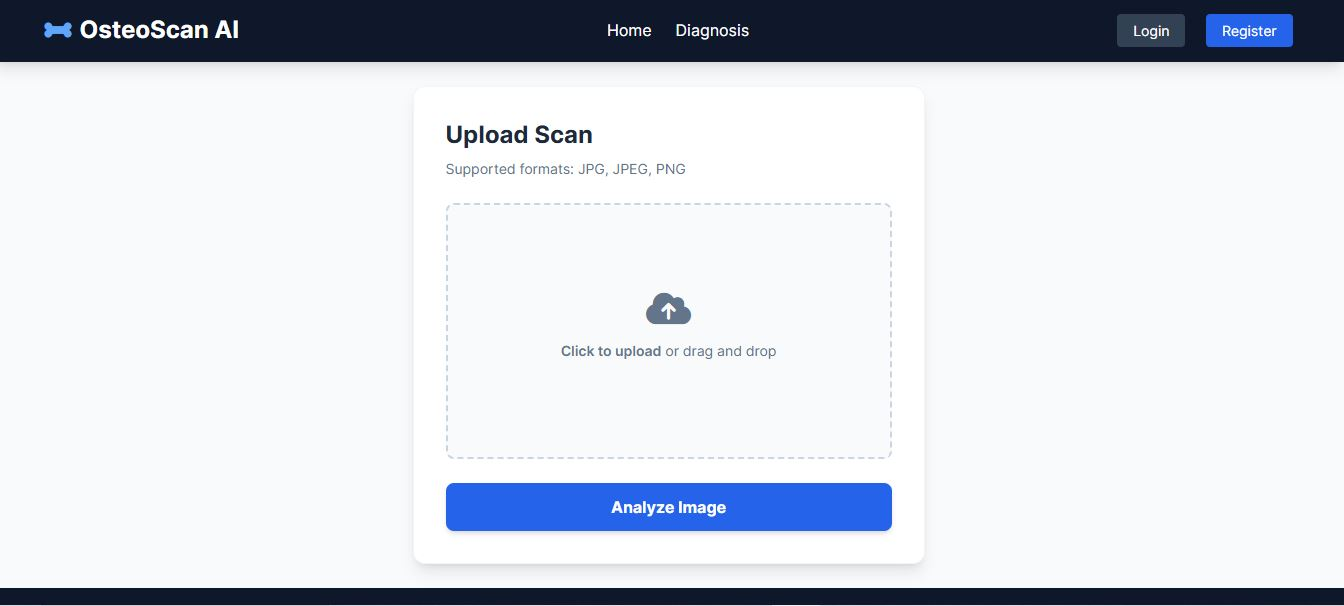 OsteoScan AI
Home Diagnosis
Login Register
Upload Scan
Supported formats: JPG, JPEG, PNG
Click to upload or drag and drop
Analyze Image